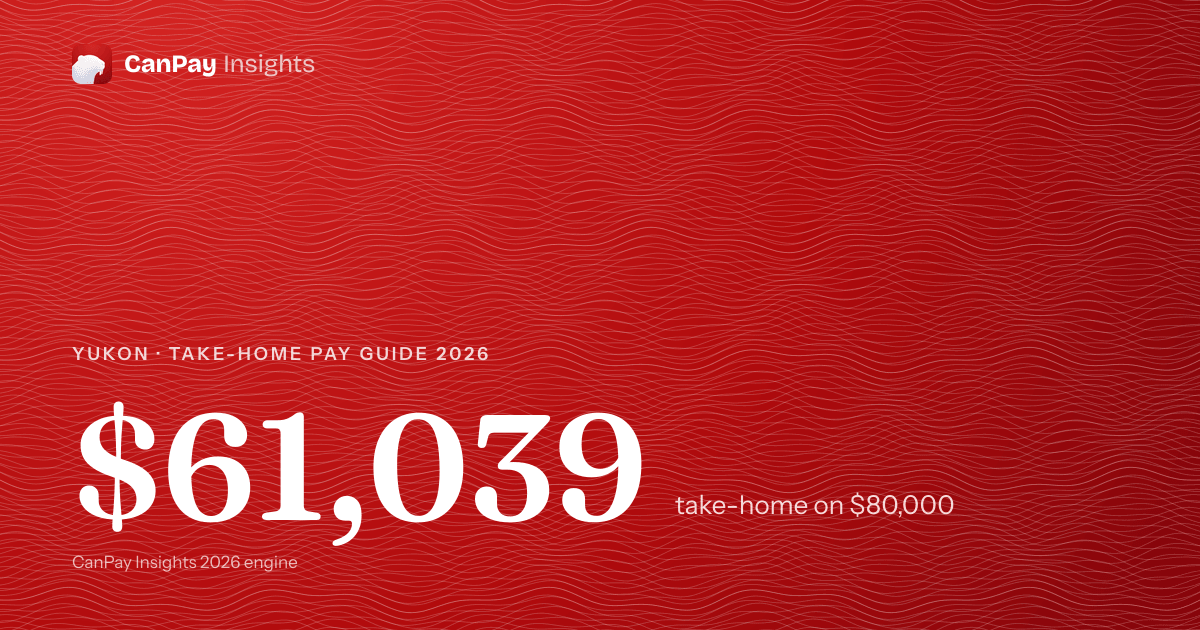 CanPay Insights
YUKON · TAKE-HOME PAY GUIDE 2026
$61,039 take-home on $80,000
CanPay Insights 2026 engine